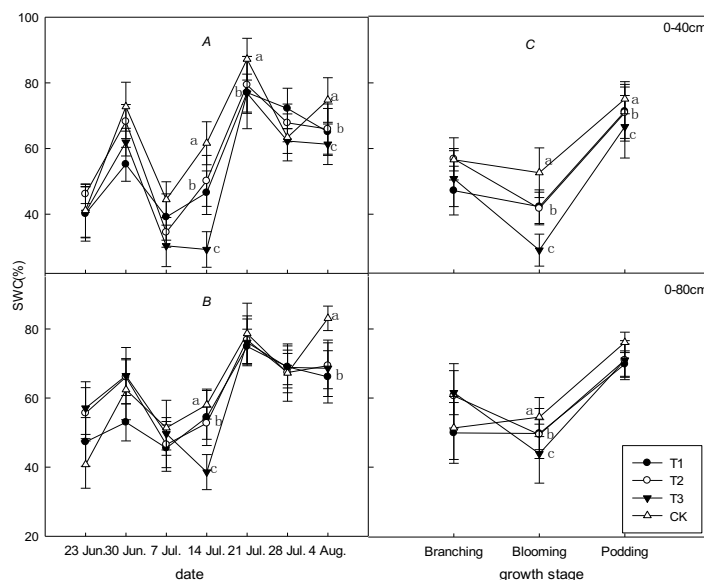 100
80
60
40
80
60
40
20
SWC(%)
A
a
b
c
a
b
a
b
c
C
0-40cm
a
b
c
a
b
c
B
a
b
c
a
b
0-80cm
a
b
c
T1
T2
T3
CK
23 Jun. 30 Jun. 7 Jul. 14 Jul. 21 Jul. 28 Jul. 4 Aug.
date
Branching Blooming Podding
growth stage